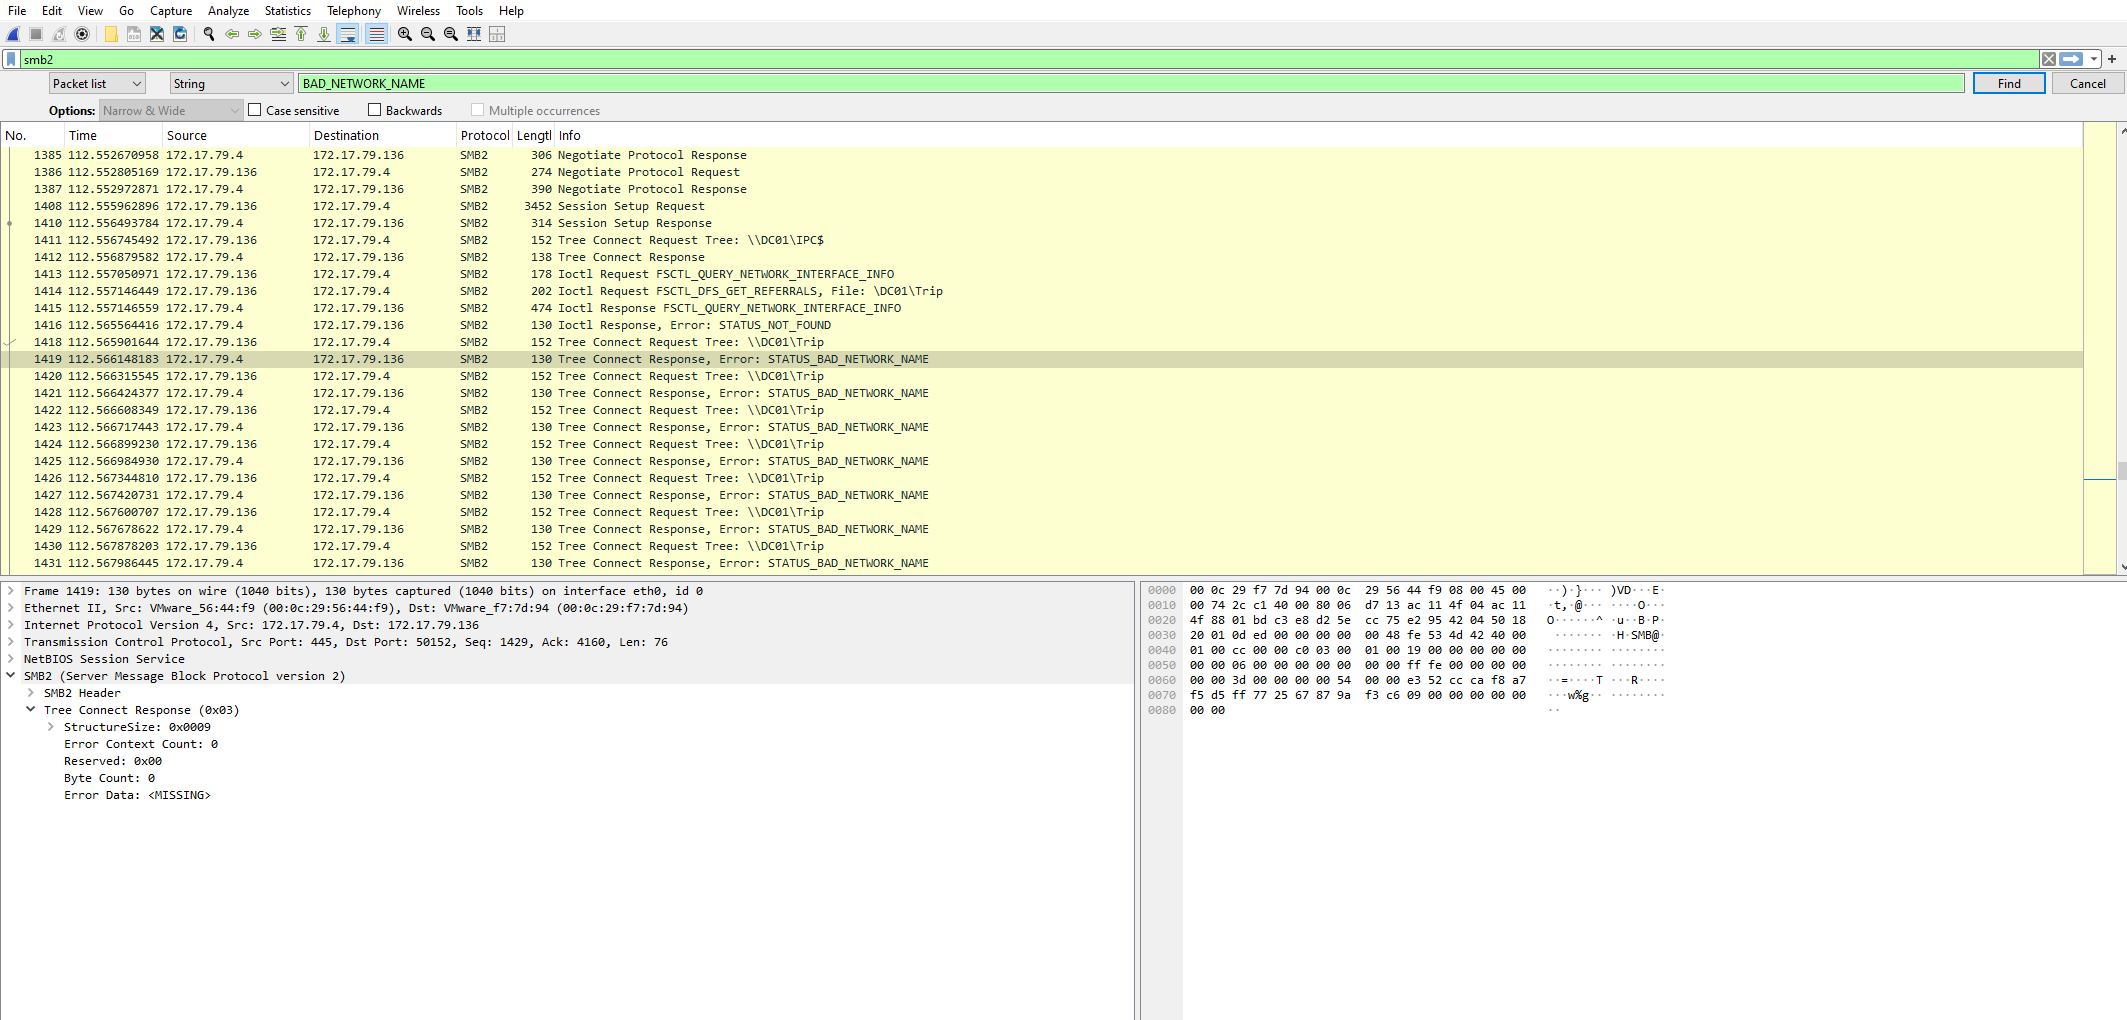 File Edit View Go Capture Analyze Statistics Telephony Wireless Tools Help
smb2
Packet list String BAD_NETWORK_NAME Find Cancel
Options: Narrow & Wide Case sensitive Backwards Multiple occurrences
No. Time Source Destination Protocol Lengtl Info
1385 112.552670958 172.17.79.4 172.17.79.136 SMB2 306 Negotiate Protocol Response
1386 112.552805169 172.17.79.136 172.17.79.4 SMB2 274 Negotiate Protocol Request
1387 112.552972871 172.17.79.4 172.17.79.136 SMB2 390 Negotiate Protocol Response
1408 112.555962896 172.17.79.136 172.17.79.4 SMB2 3452 Session Setup Request
1410 112.556493784 172.17.79.4 172.17.79.136 SMB2 314 Session Setup Response
1411 112.556745492 172.17.79.136 172.17.79.4 SMB2 152 Tree Connect Request Tree: \\DC01\IPC$
1412 112.556879582 172.17.79.4 172.17.79.136 SMB2 138 Tree Connect Response
1413 112.557050971 172.17.79.136 172.17.79.4 SMB2 178 Ioctl Request FSCTL_QUERY_NETWORK_INTERFACE_INFO
1414 112.557146449 172.17.79.136 172.17.79.4 SMB2 202 Ioctl Request FSCTL_DFS_GET_REFERRALS, File: \DC01\Trip
1415 112.557146559 172.17.79.4 172.17.79.136 SMB2 474 Ioctl Response FSCTL_QUERY_NETWORK_INTERFACE_INFO
1416 112.565564416 172.17.79.4 172.17.79.136 SMB2 130 Ioctl Response, Error: STATUS_NOT_FOUND
1418 112.565901644 172.17.79.136 172.17.79.4 SMB2 152 Tree Connect Request Tree: \\DC01\Trip
1419 112.566148183 172.17.79.4 172.17.79.136 SMB2 130 Tree Connect Response, Error: STATUS_BAD_NETWORK_NAME
1420 112.566315545 172.17.79.136 172.17.79.4 SMB2 152 Tree Connect Request Tree: \\DC01\Trip
1421 112.566424377 172.17.79.4 172.17.79.136 SMB2 130 Tree Connect Response, Error: STATUS_BAD_NETWORK_NAME
1422 112.566608349 172.17.79.136 172.17.79.4 SMB2 152 Tree Connect Request Tree: \\DC01\Trip
1423 112.566717443 172.17.79.4 172.17.79.136 SMB2 130 Tree Connect Response, Error: STATUS_BAD_NETWORK_NAME
1424 112.566899230 172.17.79.136 172.17.79.4 SMB2 152 Tree Connect Request Tree: \\DC01\Trip
1425 112.566984930 172.17.79.4 172.17.79.136 SMB2 130 Tree Connect Response, Error: STATUS_BAD_NETWORK_NAME
1426 112.567344810 172.17.79.136 172.17.79.4 SMB2 152 Tree Connect Request Tree: \\DC01\Trip
1427 112.567420731 172.17.79.4 172.17.79.136 SMB2 130 Tree Connect Response, Error: STATUS_BAD_NETWORK_NAME
1428 112.567600707 172.17.79.136 172.17.79.4 SMB2 152 Tree Connect Request Tree: \\DC01\Trip
1429 112.567678622 172.17.79.4 172.17.79.136 SMB2 130 Tree Connect Response, Error: STATUS_BAD_NETWORK_NAME
1430 112.567878203 172.17.79.136 172.17.79.4 SMB2 152 Tree Connect Request Tree: \\DC01\Trip
1431 112.567986445 172.17.79.4 172.17.79.136 SMB2 130 Tree Connect Response, Error: STATUS_BAD_NETWORK_NAME
Frame 1419: 130 bytes on wire (1040 bits), 130 bytes captured (1040 bits) on interface eth0, id 0
Ethernet II, Src: VMware_56:44:f9 (00:0c:29:56:44:f9), Dst: VMware_f7:7d:94 (00:0c:29:f7:7d:94)
Internet Protocol Version 4, Src: 172.17.79.4, Dst: 172.17.79.136
Transmission Control Protocol, Src Port: 445, Dst Port: 50152, Seq: 1429, Ack: 4160, Len: 76
NetBIOS Session Service
SMB2 (Server Message Block Protocol version 2)
SMB2 Header
Tree Connect Response (0x03)
StructureSize: 0x0009
Error Context Count: 0
Reserved: 0x00
Byte Count: 0
Error Data: <MISSING>
0000 00 0c 29 f7 7d 94 00 0c 29 56 44 f9 08 00 45 00 ··)·}··· )VD···E·
0010 00 74 2c c1 40 00 80 06 d7 13 ac 11 4f 04 ac 11 ·t,·@··· ····O···
0020 4f 88 01 bd c3 e8 d2 5e cc 75 e2 95 42 04 50 18 O······^ ·u··B·P·
0030 20 01 0d ed 00 00 00 00 00 48 fe 53 4d 42 40 00  ······· ·H·SMB@·
0040 01 00 cc 00 00 c0 03 00 01 00 19 00 00 00 00 00 ········ ········
0050 00 00 06 00 00 00 00 00 00 00 ff fe 00 00 00 00 ········ ········
0060 00 00 3d 00 00 00 00 54 00 00 e3 52 cc ca f8 a7 ··=····T ···R····
0070 f5 d5 ff 77 25 67 87 9a f3 c6 09 00 00 00 00 00 ···w%g·· ········
0080 00 00 ··